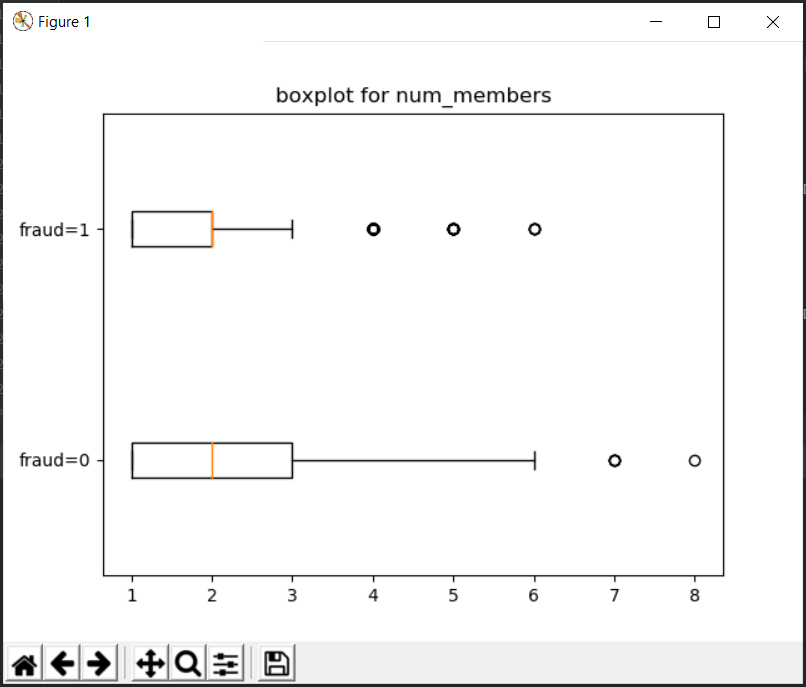 Figure 1
boxplot for num_members
fraud=1
fraud=0
1 2 3 4 5 6 7 8